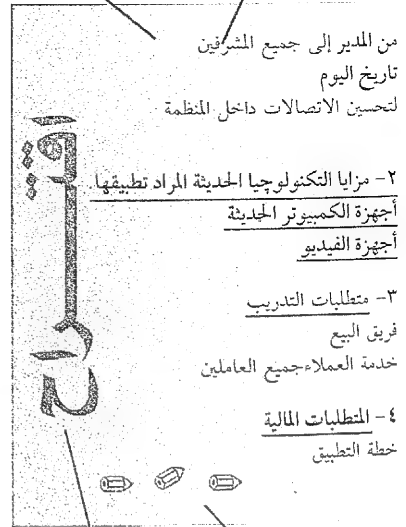 من المدير إلى جميع المشرفين
تاريخ اليوم
لتحسين الاتصالات داخل المنظمة
٢- مزايا التكنولوجيا الحديثة المراد تطبيقها.
أجهزة الكمبيوتر الحديثة
أجهزة الفيديو
٣- متطلبات التدريب
فريق البيع
خدمة العملاءجميع العاملين
٤- المتطلبات المالية
خطة التطبيق
اقتـــراح